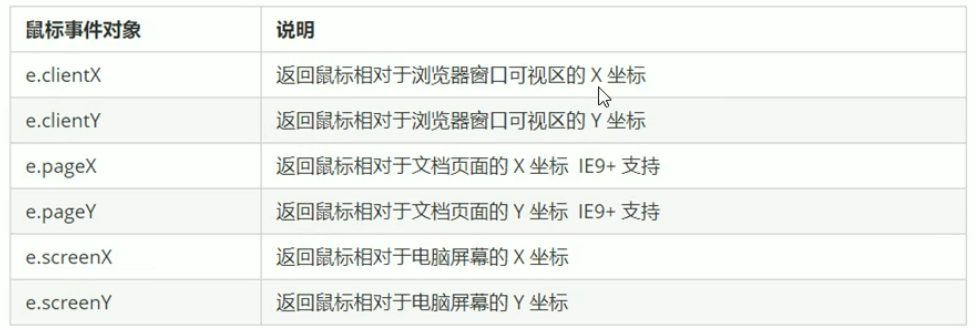 鼠标事件对象 说明
e.clientX 返回鼠标相对于浏览器窗口可视区的 X 坐标
e.clientY 返回鼠标相对于浏览器窗口可视区的 Y 坐标
e.pageX 返回鼠标相对于文档页面的 X 坐标 IE9+ 支持
e.pageY 返回鼠标相对于文档页面的 Y 坐标 IE9+ 支持
e.screenX 返回鼠标相对于电脑屏幕的 X 坐标
e.screenY 返回鼠标相对于电脑屏幕的 Y 坐标